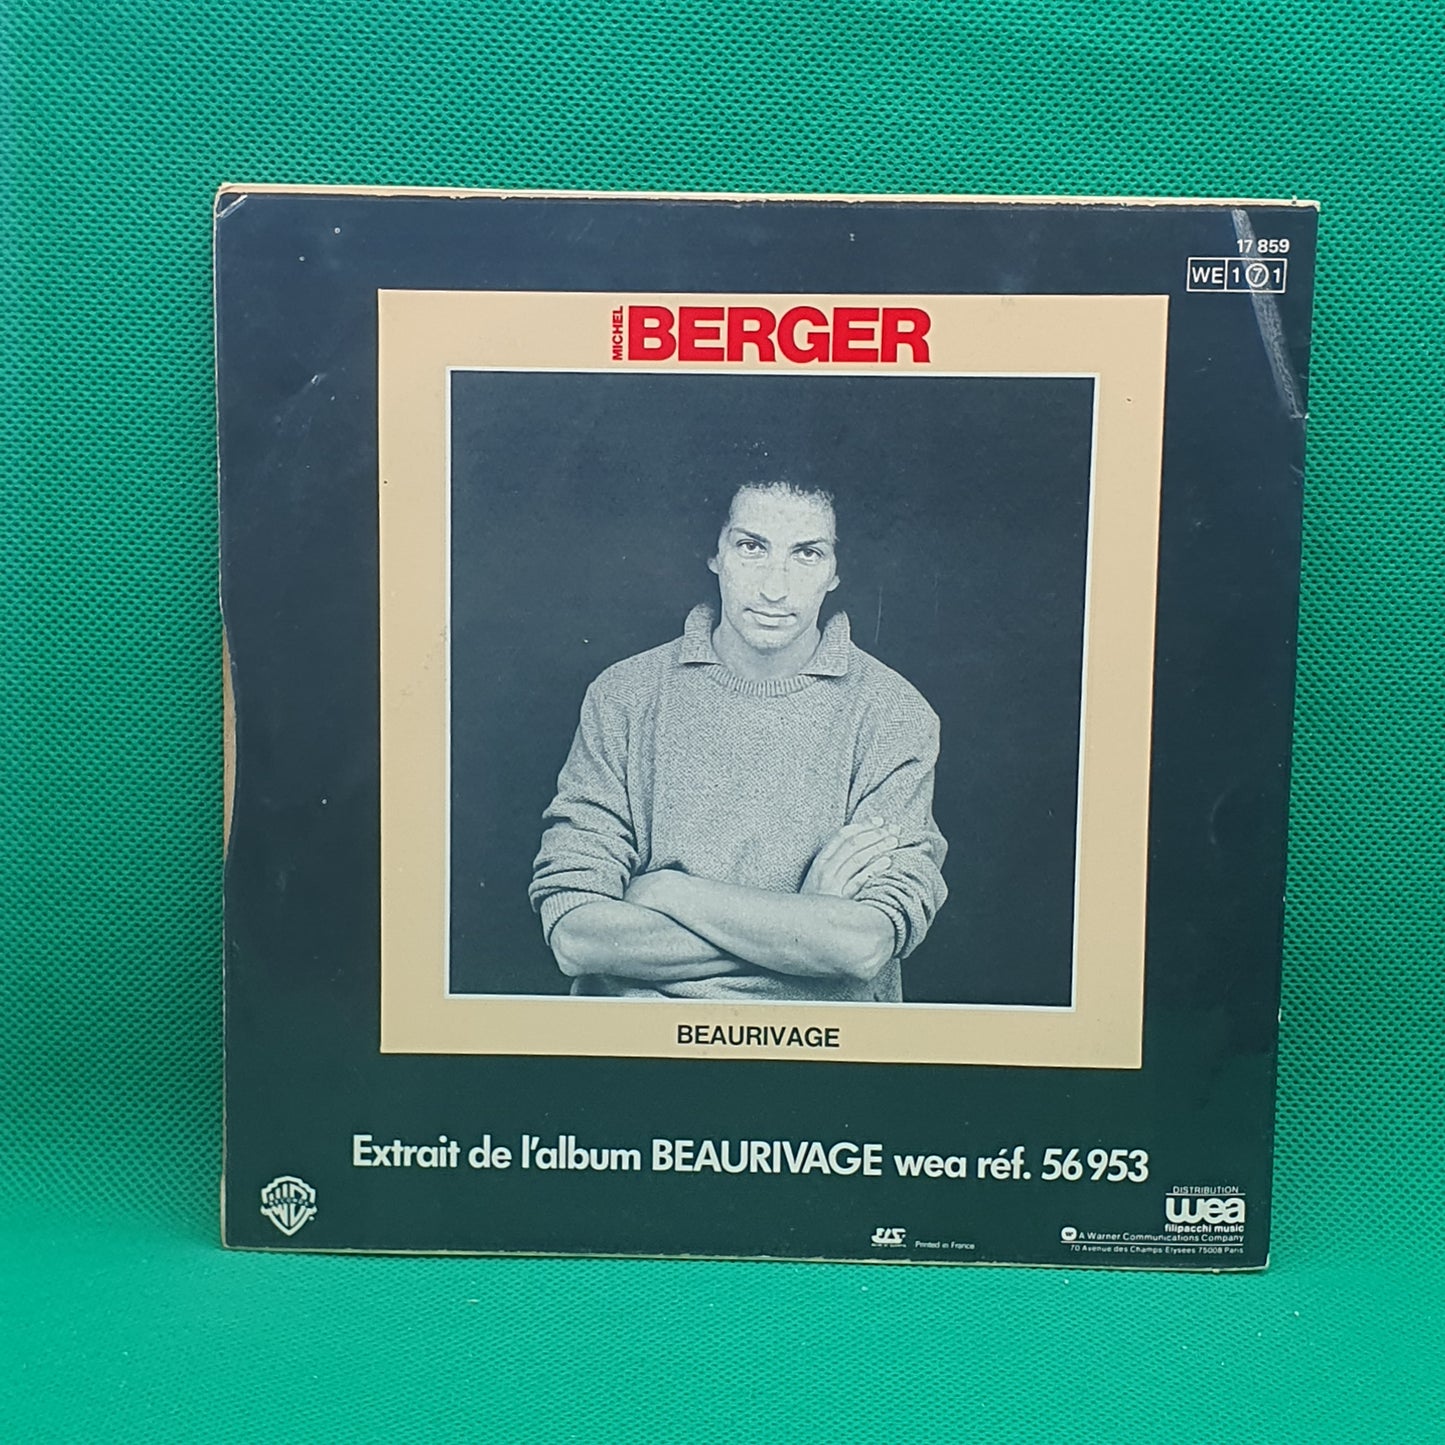 17 859
WE 1 7 1
MICHEL
BERGER
BEAURIVAGE
Extrait de l'album BEAURIVAGE wea réf. 56 953
RECORDS
DISTRIBUTION
wea
filipacchi music
A Warner Communications Company
70 Avenue des Champs Elysees 75008 Paris
Printed in France